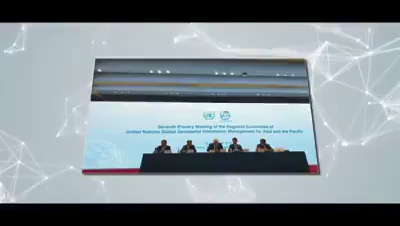 Seventh Plenary Meeting of the Regional Committee of
United Nations Global Geospatial Information Management for Asia and the Pacific